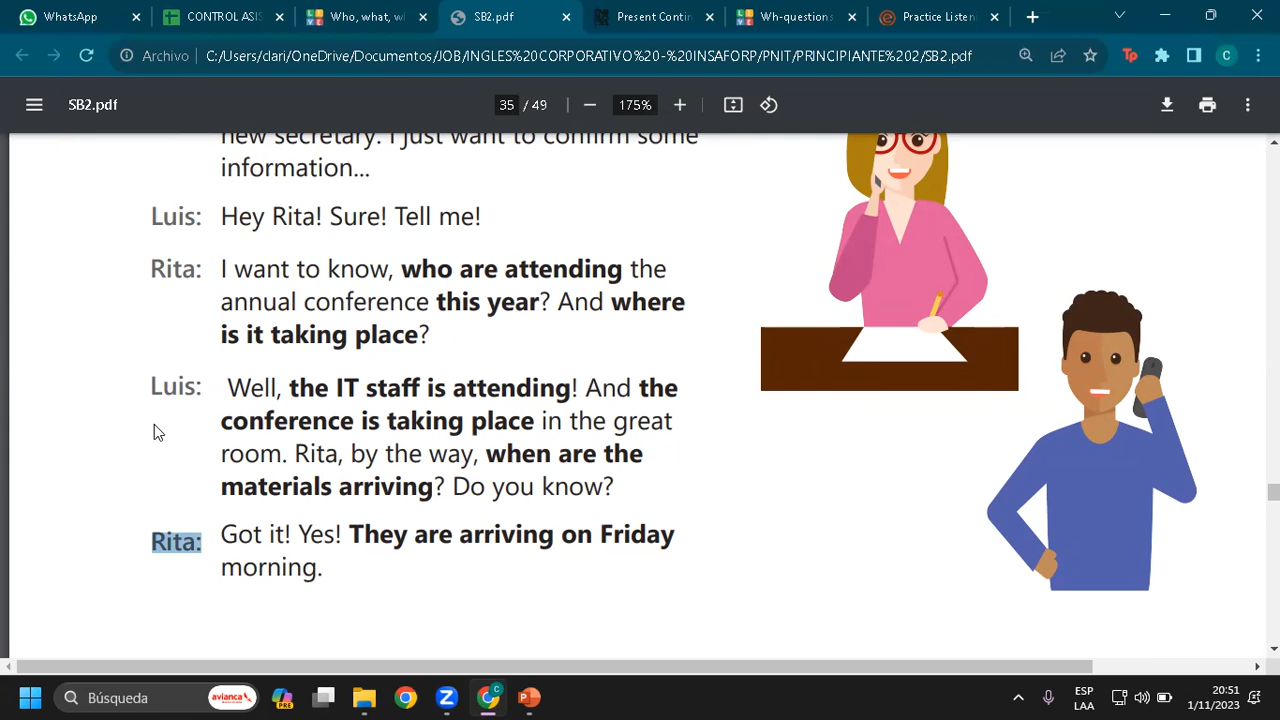 WhatsApp
CONTROL ASI
Who, what, w
SB2.pdf
Present Conti
Wh-questions
Practice Listen
Archivo
C:/Users/clari/OneDrive/Documentos/JOB/INGLES%20CORPORATIVO%20-%20INSAFORP/PNIT/PRINCIPIANTE%202/SB2.pdf
SB2.pdf
35 / 49
175%
new secretary. I just want to confirm some
information...
Luis: Hey Rita! Sure! Tell me!
Rita: I want to know, who are attending the
annual conference this year? And where
is it taking place?
Luis: Well, the IT staff is attending! And the
conference is taking place in the great
room. Rita, by the way, when are the
materials arriving? Do you know?
Rita: Got it! Yes! They are arriving on Friday
morning.
Búsqueda
avianca
PRE
ESP
LAA
20:51
1/11/2023